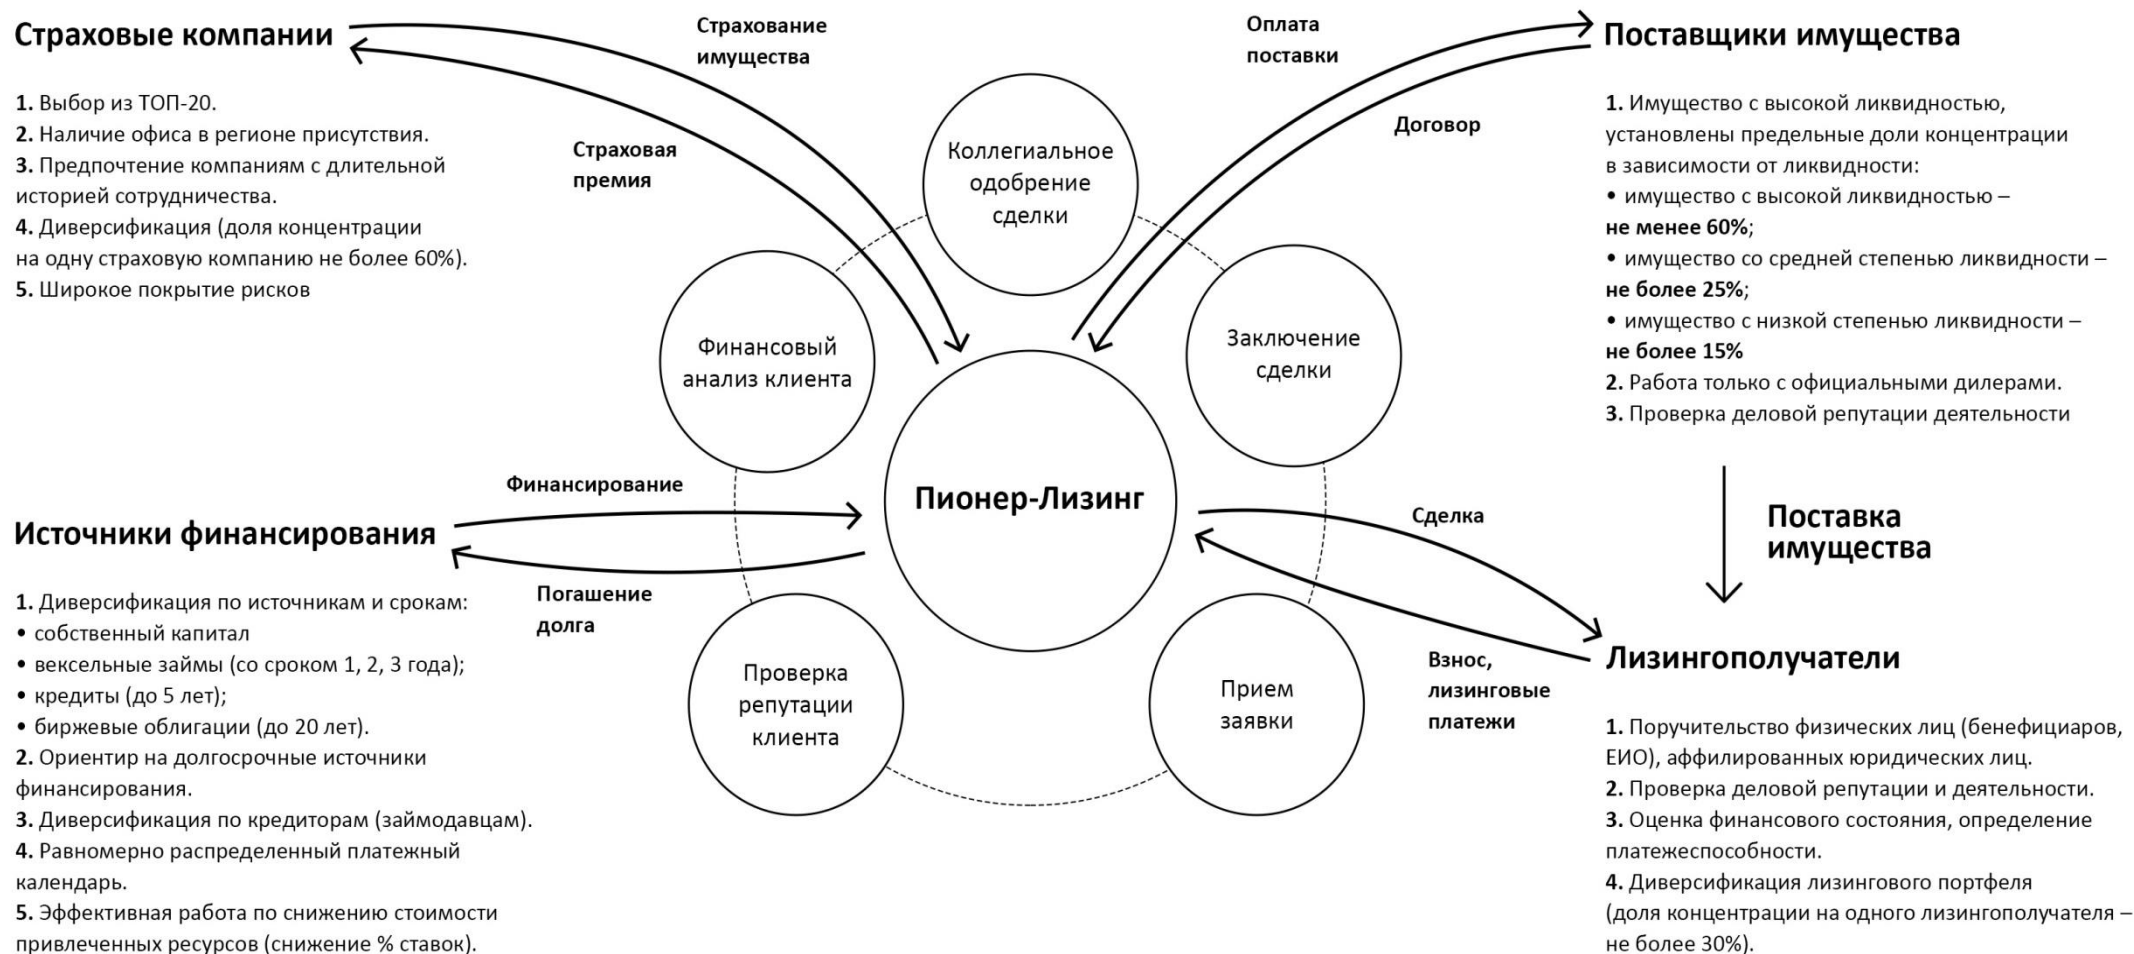 Страховые компании
1. Выбор из ТОП-20.
2. Наличие офиса в регионе присутствия.
3. Предпочтение компаниям с длительной
историей сотрудничества.
4. Диверсификация (доля концентрации
на одну страховую компанию не более 60%).
5. Широкое покрытие рисков
Страхование
имущества
Страховая
премия
Оплата
поставки
Договор
Поставщики имущества
1. Имущество с высокой ликвидностью,
установлены предельные доли концентрации
в зависимости от ликвидности:
• имущество с высокой ликвидностью –
не менее 60%;
• имущество со средней степенью ликвидности –
не более 25%;
• имущество с низкой степенью ликвидности –
не более 15%
2. Работа только с официальными дилерами.
3. Проверка деловой репутации деятельности
Коллегиальное
одобрение
сделки
Финансовый
анализ клиента
Заключение
сделки
Пионер-Лизинг
Проверка
репутации
клиента
Прием
заявки
Финансирование
Погашение
долга
Источники финансирования
1. Диверсификация по источникам и срокам:
• собственный капитал
• вексельные займы (со сроком 1, 2, 3 года);
• кредиты (до 5 лет);
• биржевые облигации (до 20 лет).
2. Ориентир на долгосрочные источники
финансирования.
3. Диверсификация по кредиторам (займодавцам).
4. Равномерно распределенный платежный
календарь.
5. Эффективная работа по снижению стоимости
привлеченных ресурсов (снижение % ставок).
Сделка
Взнос,
лизинговые
платежи
Поставка
имущества
Лизингополучатели
1. Поручительство физических лиц (бенефициаров,
ЕИО), аффилированных юридических лиц.
2. Проверка деловой репутации и деятельности.
3. Оценка финансового состояния, определение
платежеспособности.
4. Диверсификация лизингового портфеля
(доля концентрации на одного лизингополучателя –
не более 30%).